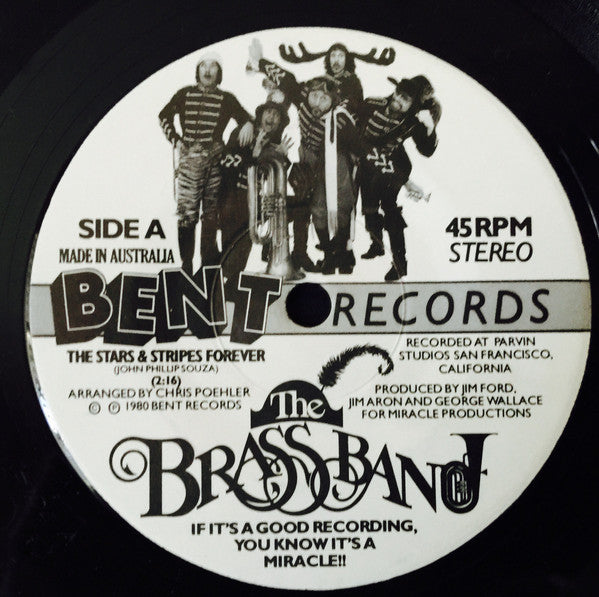 SIDE A
MADE IN AUSTRALIA
45 RPM
STEREO
BENT RECORDS
THE STARS & STRIPES FOREVER
(JOHN PHILLIP SOUZA)
(2:16)
ARRANGED BY CHRIS POEHLER
© ℗ 1980 BENT RECORDS
RECORDED AT PARVIN
STUDIOS SAN FRANCISCO,
CALIFORNIA
PRODUCED BY JIM FORD,
JIM ARON AND GEORGE WALLACE
FOR MIRACLE PRODUCTIONS
The
BRASS BAND
IF IT'S A GOOD RECORDING,
YOU KNOW IT'S A
MIRACLE!!